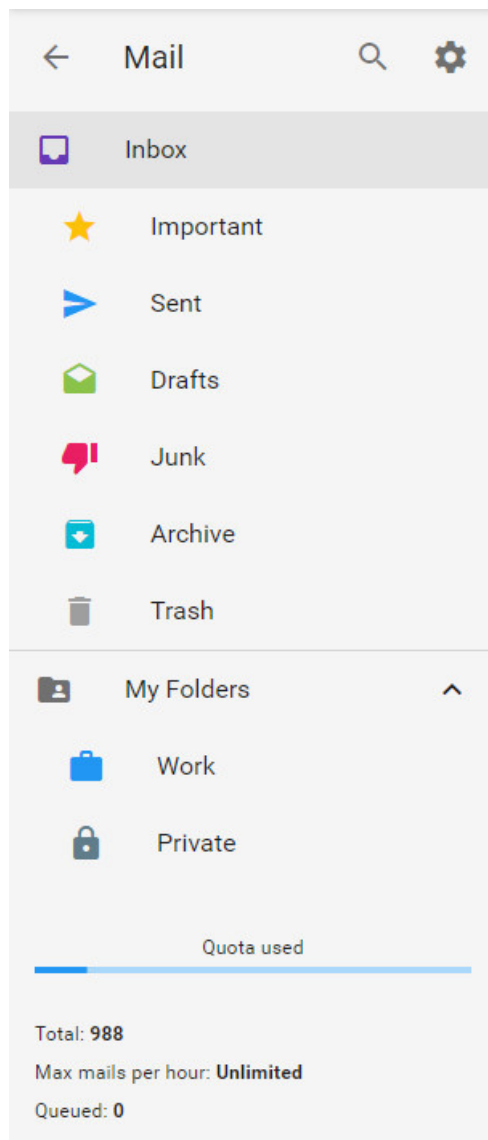 Mail
Inbox
Important
Sent
Drafts
Junk
Archive
Trash
My Folders
Work
Private
Quota used
Total: 988
Max mails per hour: Unlimited
Queued: 0